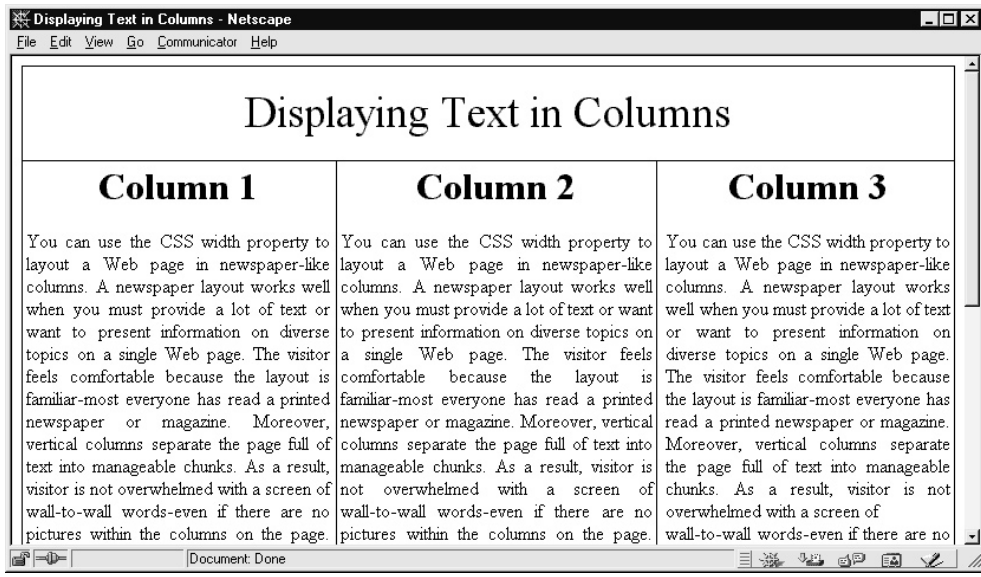 Displaying Text in Columns - Netscape
File Edit View Go Communicator Help
Displaying Text in Columns
Column 1
You can use the CSS width property to
layout a Web page in newspaper-like
columns. A newspaper layout works well
when you must provide a lot of text or
want to present information on diverse
topics on a single Web page. The visitor
feels comfortable because the layout is
familiar-most everyone has read a printed
newspaper or magazine. Moreover,
vertical columns separate the page full of
text into manageable chunks. As a result,
visitor is not overwhelmed with a screen of
wall-to-wall words-even if there are no
pictures within the columns on the page.
Column 2
You can use the CSS width property to
layout a Web page in newspaper-like
columns. A newspaper layout works well
when you must provide a lot of text or want
to present information on diverse topics on
a single Web page. The visitor feels
comfortable because the layout is
familiar-most everyone has read a printed
newspaper or magazine. Moreover, vertical
columns separate the page full of text into
manageable chunks. As a result, visitor is
not overwhelmed with a screen of
wall-to-wall words-even if there are no
pictures within the columns on the page.
Column 3
You can use the CSS width property to
layout a Web page in newspaper-like
columns. A newspaper layout works
well when you must provide a lot of text
or want to present information on
diverse topics on a single Web page.
The visitor feels comfortable because
the layout is familiar-most everyone has
read a printed newspaper or magazine.
Moreover, vertical columns separate
the page full of text into manageable
chunks. As a result, visitor is not
overwhelmed with a screen of
wall-to-wall words-even if there are no
Document: Done